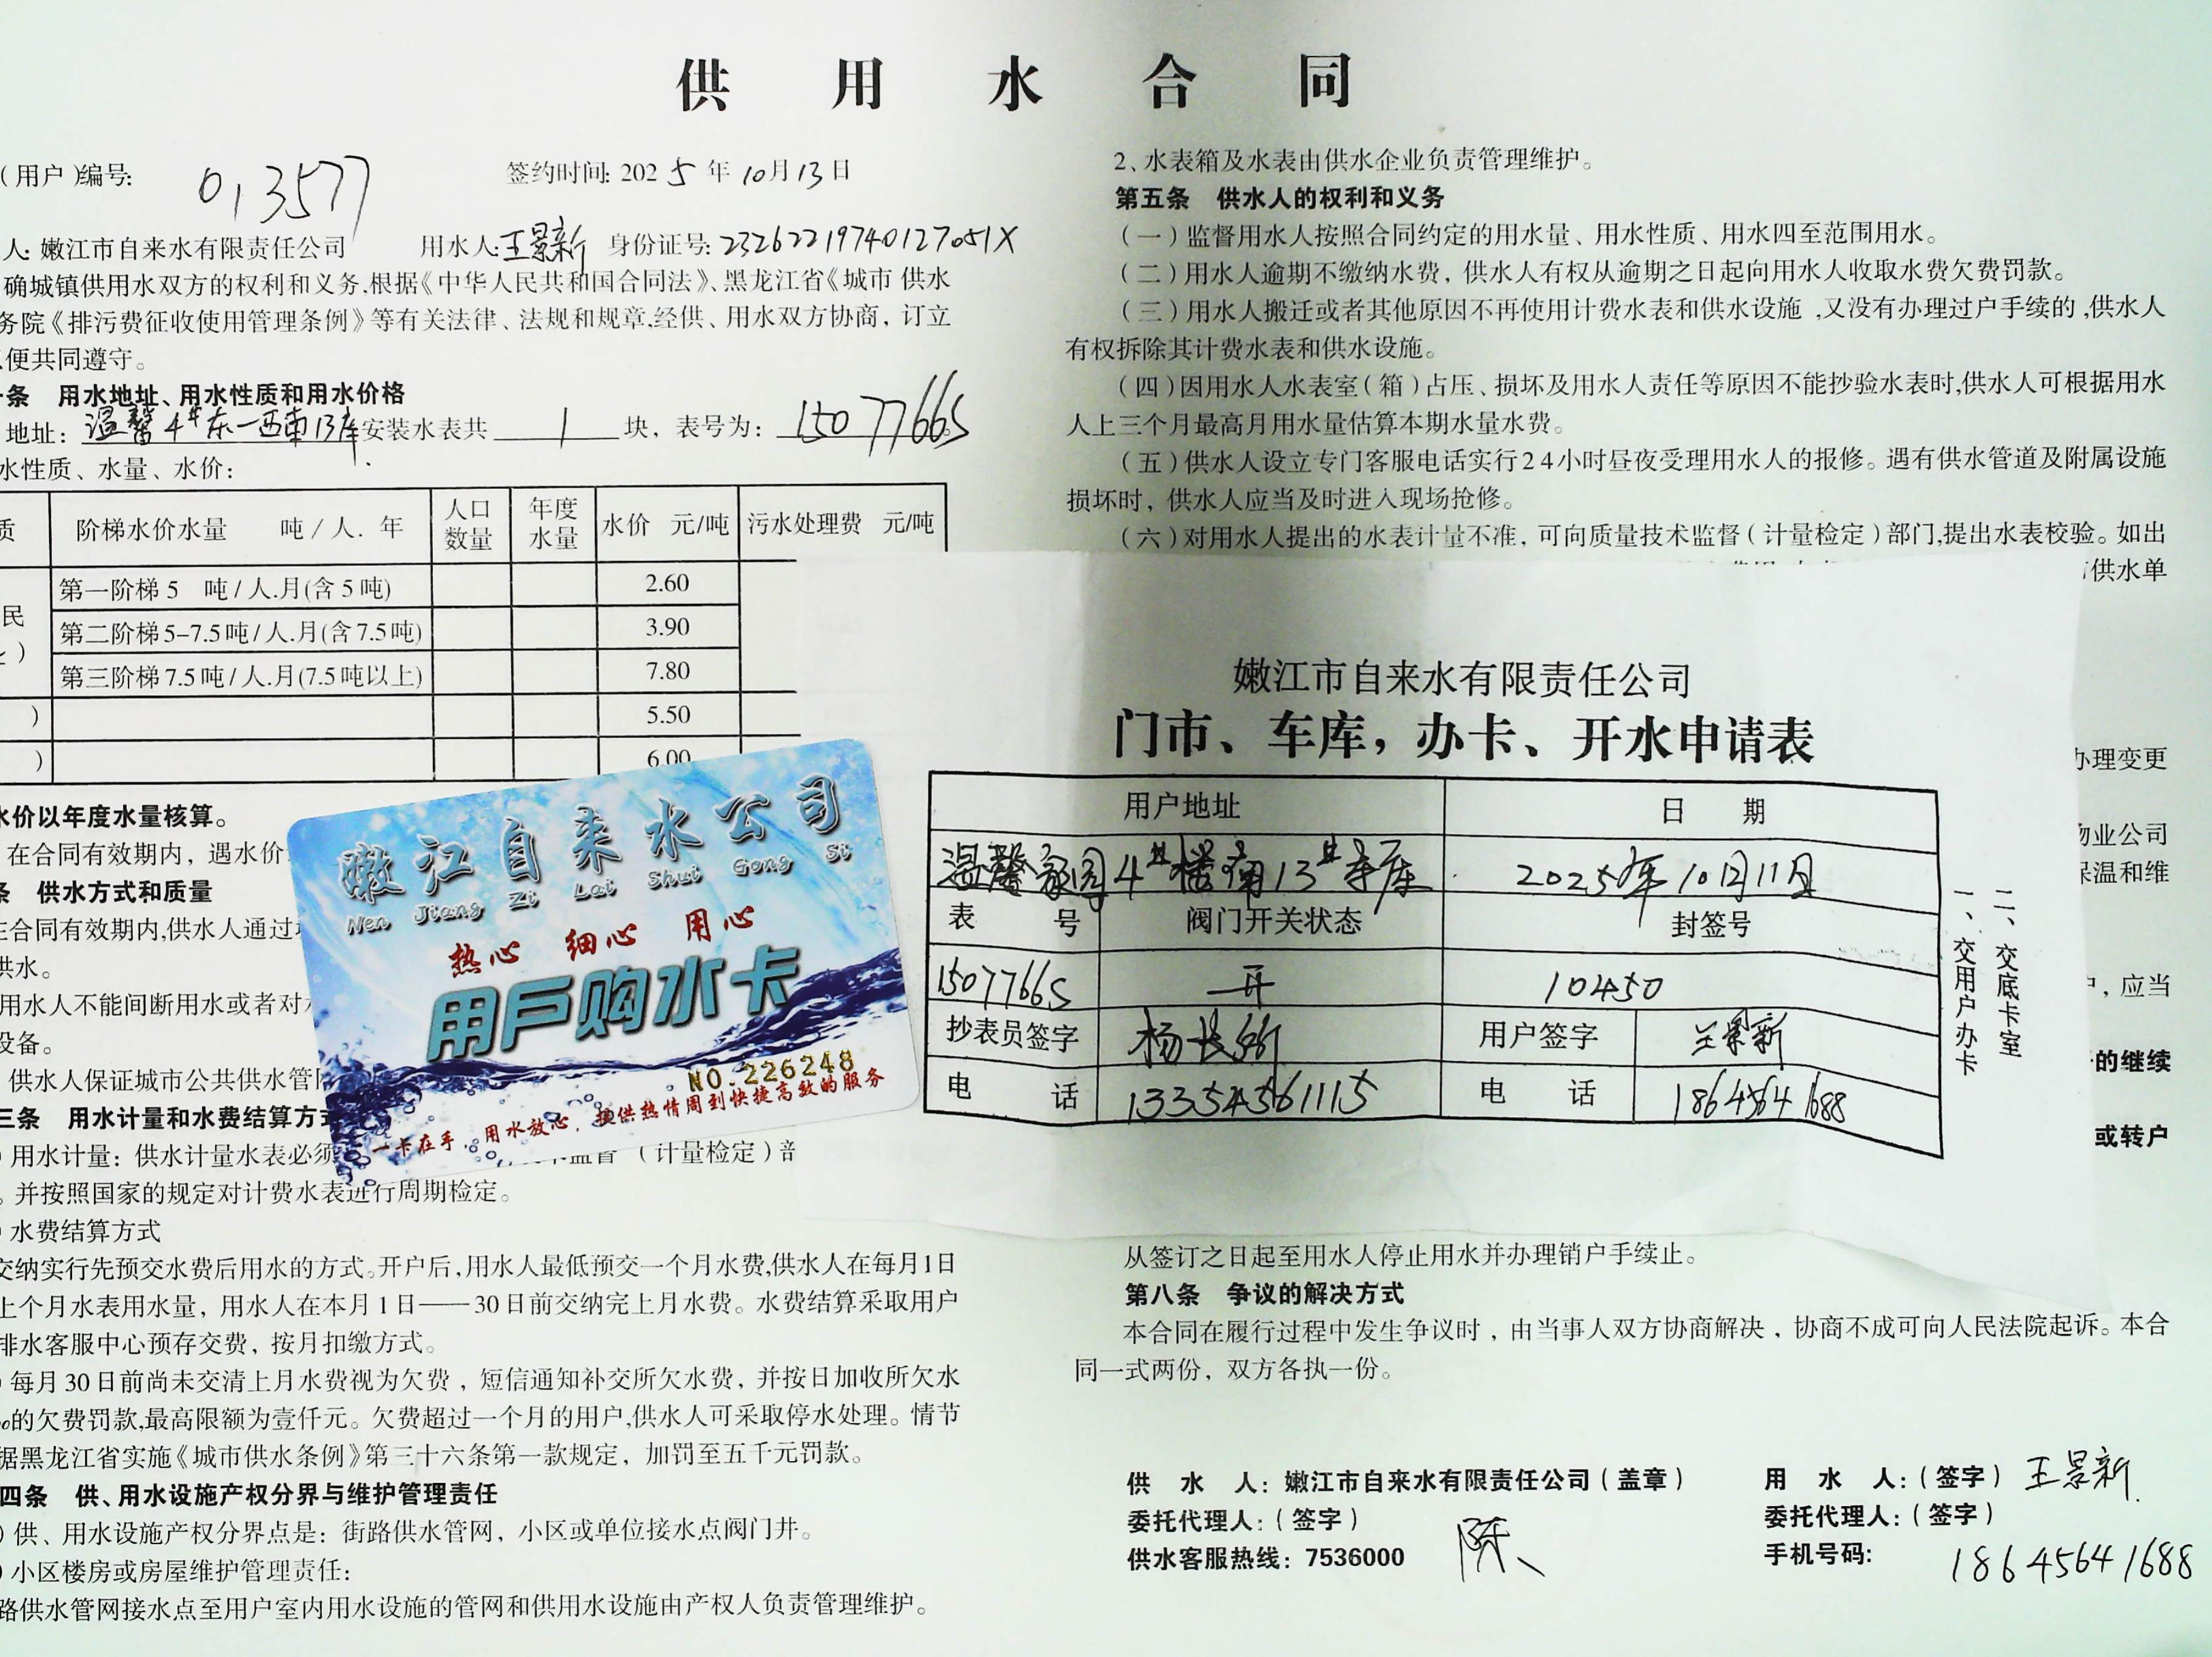 供用水合同
（用户）编号: 013577 签约时间: 2025年10月13日
人: 嫩江市自来水有限责任公司 用水人: 王景新 身份证号: 23262219740127051X
确城镇供用水双方的权利和义务,根据《中华人民共和国合同法》、黑龙江省《城市 供水
务院《排污费征收使用管理条例》等有关法律、法规和规章,经供、用水双方协商，订立
便共同遵守。
条 用水地址、用水性质和用水价格
地址：温馨4#东一西南13库安装水表共 1 块，表号为：15077665
水性质、水量、水价：
质 阶梯水价水量 吨/人.年 人口数量 年度水量 水价 元/吨 污水处理费 元/吨
第一阶梯5 吨/人.月(含5吨) 2.60
民 第二阶梯5-7.5吨/人.月(含7.5吨) 3.90
) 第三阶梯7.5吨/人.月(7.5吨以上) 7.80
) 5.50
) 6.00
水价以年度水量核算。
在合同有效期内，遇水价
条 供水方式和质量
在合同有效期内,供水人通过
供水。
用水人不能间断用水或者对水
设备。
供水人保证城市公共供水管网
三条 用水计量和水费结算方式
用水计量：供水计量水表必须 （计量检定）部
。并按照国家的规定对计费水表进行周期检定。
水费结算方式
交纳实行先预交水费后用水的方式。开户后,用水人最低预交一个月水费,供水人在每月1日
上个月水表用水量，用水人在本月1日——30日前交纳完上月水费。水费结算采取用户
排水客服中心预存交费，按月扣缴方式。
每月30日前尚未交清上月水费视为欠费，短信通知补交所欠水费，并按日加收所欠水
的欠费罚款,最高限额为壹仟元。欠费超过一个月的用户,供水人可采取停水处理。情节
据黑龙江省实施《城市供水条例》第三十六条第一款规定，加罚至五千元罚款。
四条 供、用水设施产权分界与维护管理责任
供、用水设施产权分界点是：街路供水管网，小区或单位接水点阀门井。
小区楼房或房屋维护管理责任：
路供水管网接水点至用户室内用水设施的管网和供用水设施由产权人负责管理维护。
2、水表箱及水表由供水企业负责管理维护。
第五条 供水人的权利和义务
（一）监督用水人按照合同约定的用水量、用水性质、用水四至范围用水。
（二）用水人逾期不缴纳水费，供水人有权从逾期之日起向用水人收取水费欠费罚款。
（三）用水人搬迁或者其他原因不再使用计费水表和供水设施,又没有办理过户手续的,供水人
有权拆除其计费水表和供水设施。
（四）因用水人水表室（箱）占压、损坏及用水人责任等原因不能抄验水表时,供水人可根据用水
人上三个月最高月用水量估算本期水量水费。
（五）供水人设立专门客服电话实行24小时昼夜受理用水人的报修。遇有供水管道及附属设施
损坏时，供水人应当及时进入现场抢修。
（六）对用水人提出的水表计量不准，可向质量技术监督（计量检定）部门,提出水表校验。如出
供水单
办理变更
物业公司
保温和维
，应当
的继续
或转户
从签订之日起至用水人停止用水并办理销户手续止。
第八条 争议的解决方式
本合同在履行过程中发生争议时，由当事人双方协商解决，协商不成可向人民法院起诉。本合
同一式两份，双方各执一份。
供 水 人：嫩江市自来水有限责任公司（盖章）
委托代理人：（签字） 陈
供水客服热线：7536000
用 水 人：（签字）王景新
委托代理人：（签字）
手机号码: 18645641688
嫩江市自来水有限责任公司
门市、车库，办卡、开水申请表
用户地址 日 期
温馨家园4#楼南13#车库 2025年10月11日
表 号 阀门开关状态 封签号
15077665 开 10450
抄表员签字 用户签字 王景新
电 话 13354561115 电 话 18645641688
一、交用户办卡
二、交底卡室
嫩江自来水公司
Nen Jiang Zi Lai Shui Gong Si
热心 细心 用心
用户购水卡
NO.226248
一卡在手，用水放心，提供热情周到快捷高效的服务